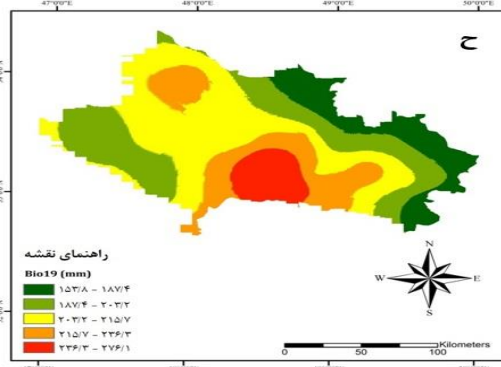 47°0'0" 48°0'0" 49°0'0" 50°0'0"
ح
راهنمای نقشه
Bio19 (mm)
۱۵۳/۸ - ۱۸۷/۴
۱۸۷/۴ - ۲۰۳/۲
۲۰۳/۲ - ۲۱۵/۷
۲۱۵/۷ - ۲۳۶/۳
۲۳۶/۳ - ۲۷۶/۱
N
W E
S
Kilometers
0 50 100